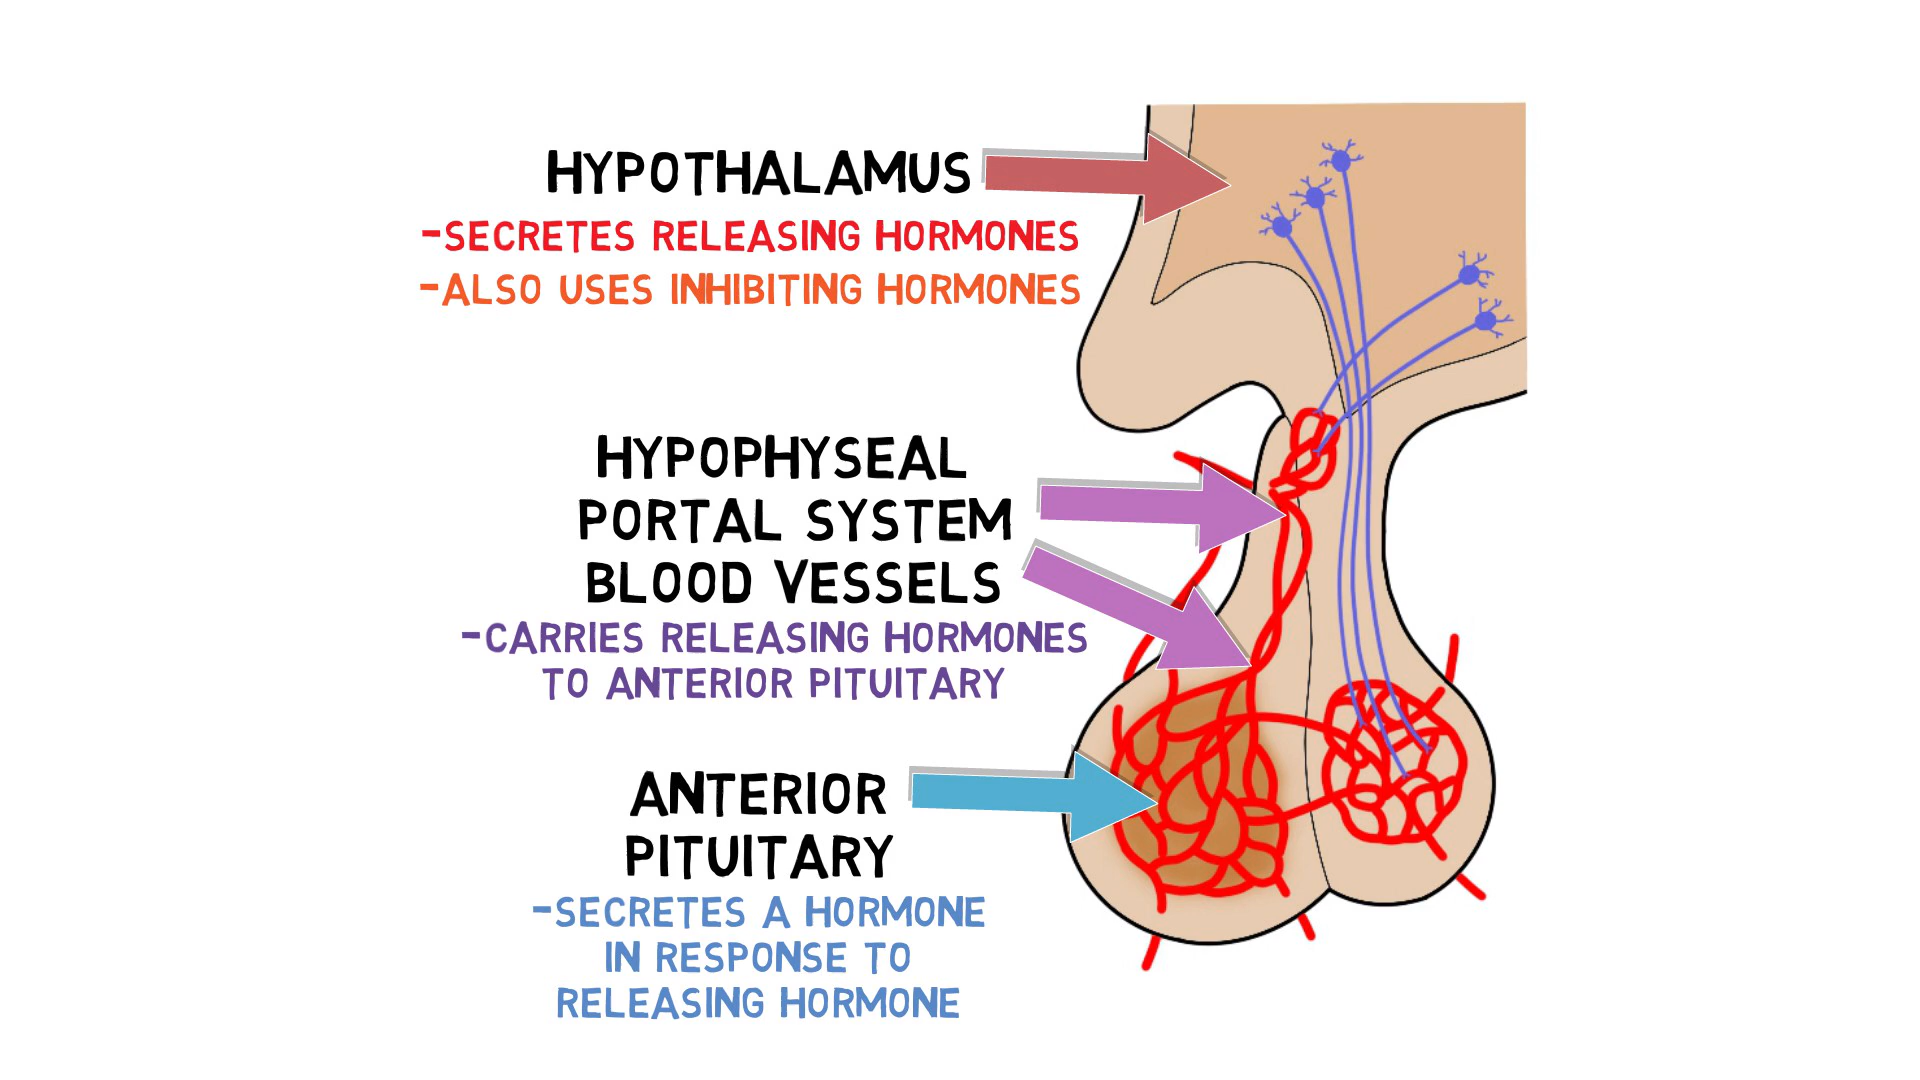 HYPOTHALAMUS
-SECRETES RELEASING HORMONES
-ALSO USES INHIBITING HORMONES
HYPOPHYSEAL
PORTAL SYSTEM
BLOOD VESSELS
-CARRIES RELEASING HORMONES
TO ANTERIOR PITUITARY
ANTERIOR
PITUITARY
-SECRETES A HORMONE
IN RESPONSE TO
RELEASING HORMONE